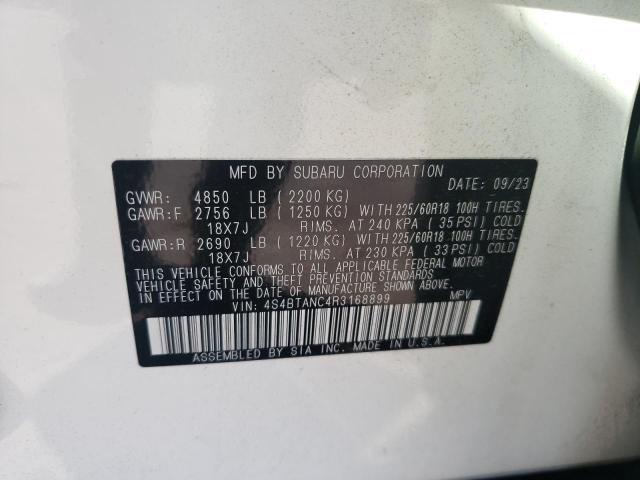 MFD BY SUBARU CORPORATION
DATE: 09/23
GVWR: 4850 LB (2200 KG)
GAWR:F 2756 LB (1250 KG) WITH 225/60R18 100H TIRES.
18X7J RIMS. AT 240 KPA (35 PSI) COLD
GAWR:R 2690 LB (1220 KG) WITH 225/60R18 100H TIRES.
18X7J RIMS. AT 230 KPA (33 PSI) COLD
THIS VEHICLE CONFORMS TO ALL APPLICABLE FEDERAL MOTOR
VEHICLE SAFETY AND THEFT PREVENTION STANDARDS
IN EFFECT ON THE DATE OF MANUFACTURE SHOWN ABOVE.
VIN: 4S4BTANC4R3168899 MPV
ASSEMBLED BY SIA INC. MADE IN U.S.A.